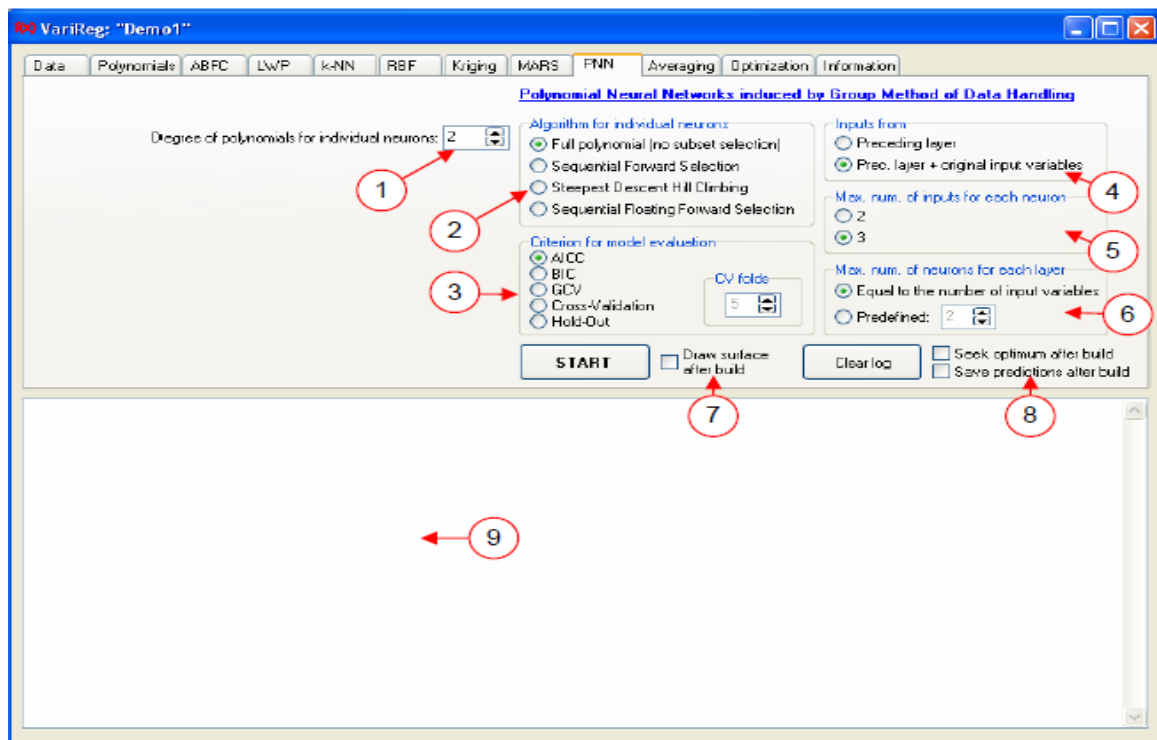 VariReg: "Demo1"
Data Polynomials ABFC LWP k-NN RBF Kriging MARS PNN Averaging Optimization Information
Polynomial Neural Networks induced by Group Method of Data Handling
Degree of polynomials for individual neurons: 2
1
Algorithm for individual neurons
Full polynomial (no subset selection)
Sequential Forward Selection
Steepest Descent Hill Climbing
Sequential Floating Forward Selection
2
Inputs from
Preceding layer
Prec. layer + original input variables
4
Max. num. of inputs for each neuron
2
3
5
Criterion for model evaluation
AICC
BIC
GCV
Cross-Validation
Hold-Out
3
CV folds
5
Max. num. of neurons for each layer
Equal to the number of input variables
Predefined: 2
6
START
Draw surface
after build
7
Clear log
Seek optimum after build
Save predictions after build
8
9